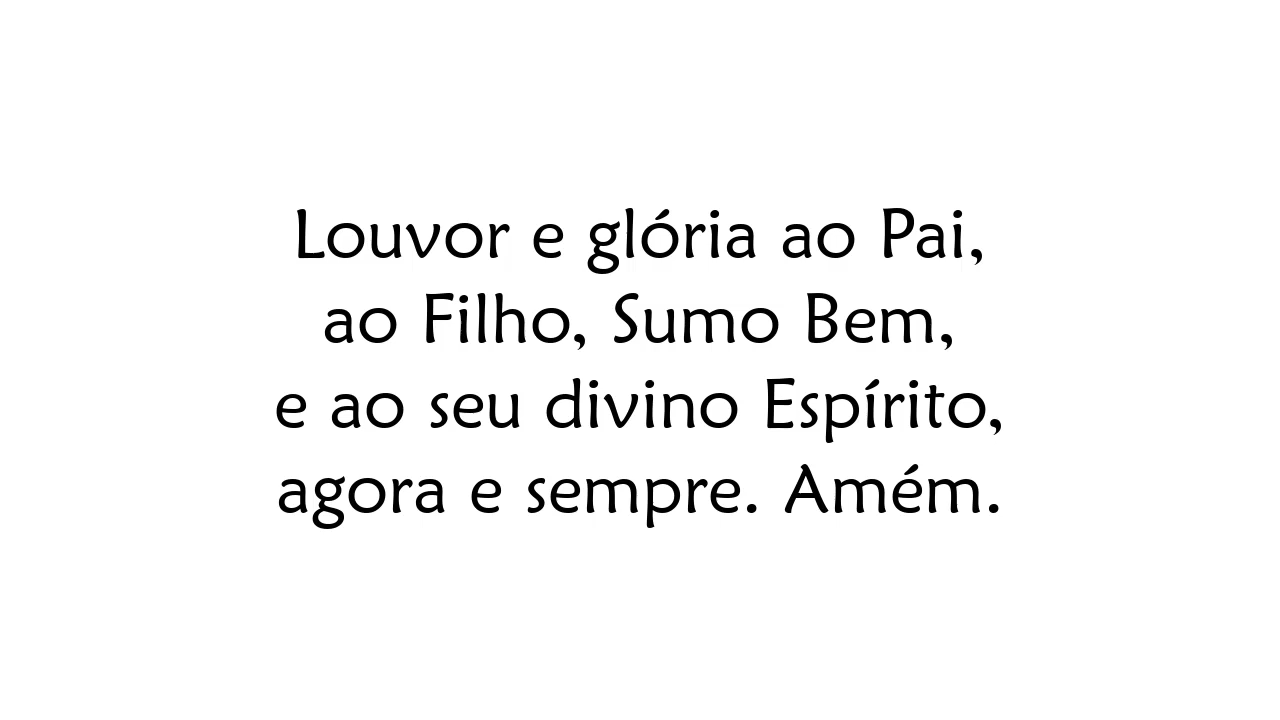 Louvor e glória ao Pai,
ao Filho, Sumo Bem,
e ao seu divino Espírito,
agora e sempre. Amém.